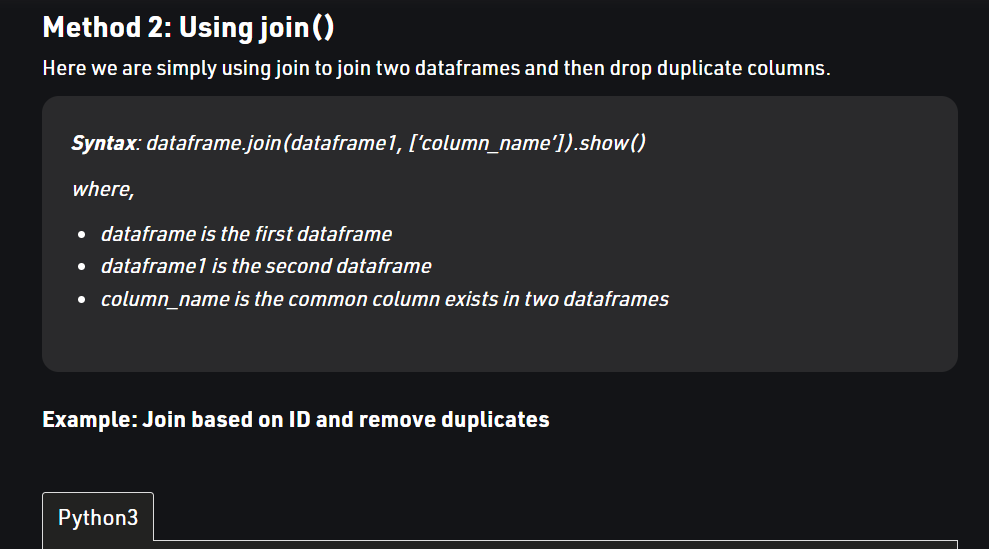 Method 2: Using join()
Here we are simply using join to join two dataframes and then drop duplicate columns.
Syntax: dataframe.join(dataframe1, [‘column_name’]).show()
where,
• dataframe is the first dataframe
• dataframe1 is the second dataframe
• column_name is the common column exists in two dataframes
Example: Join based on ID and remove duplicates
Python3